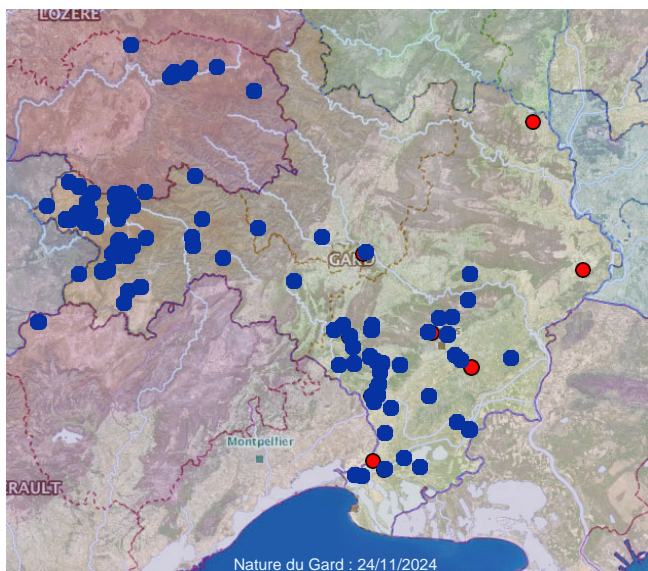 LOZERE
GARD
Montpellier
RAULT
Nature du Gard : 24/11/2024